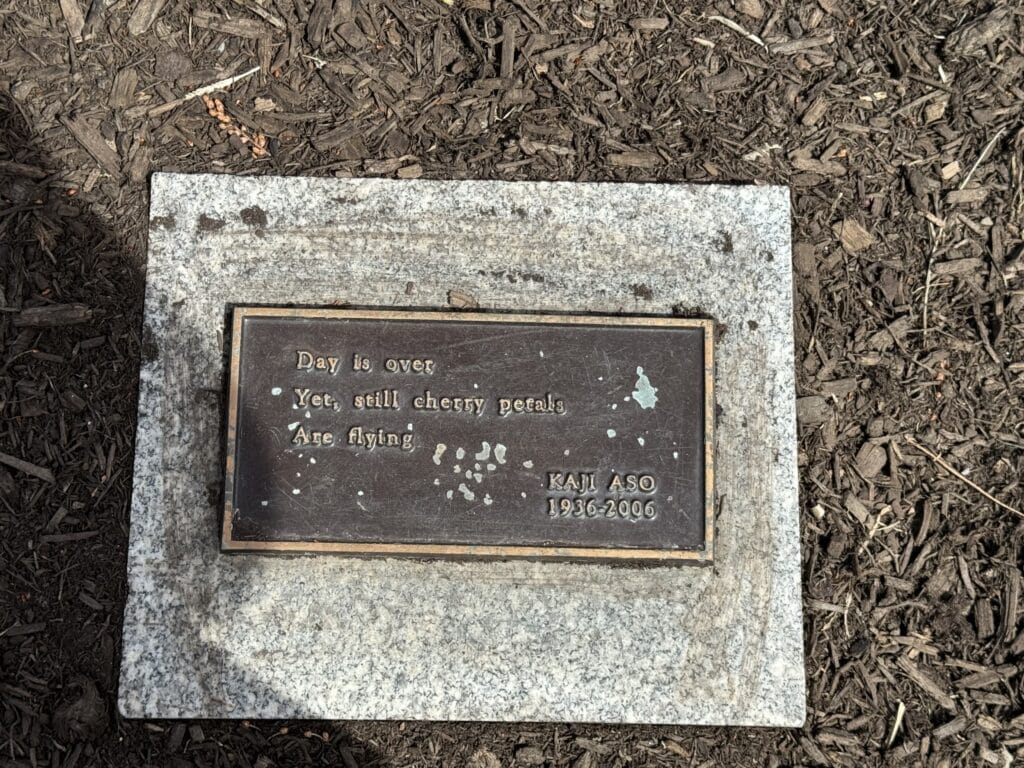 Day is over
Yet, still cherry petals
Are flying
KAJI ASO
1936-2006